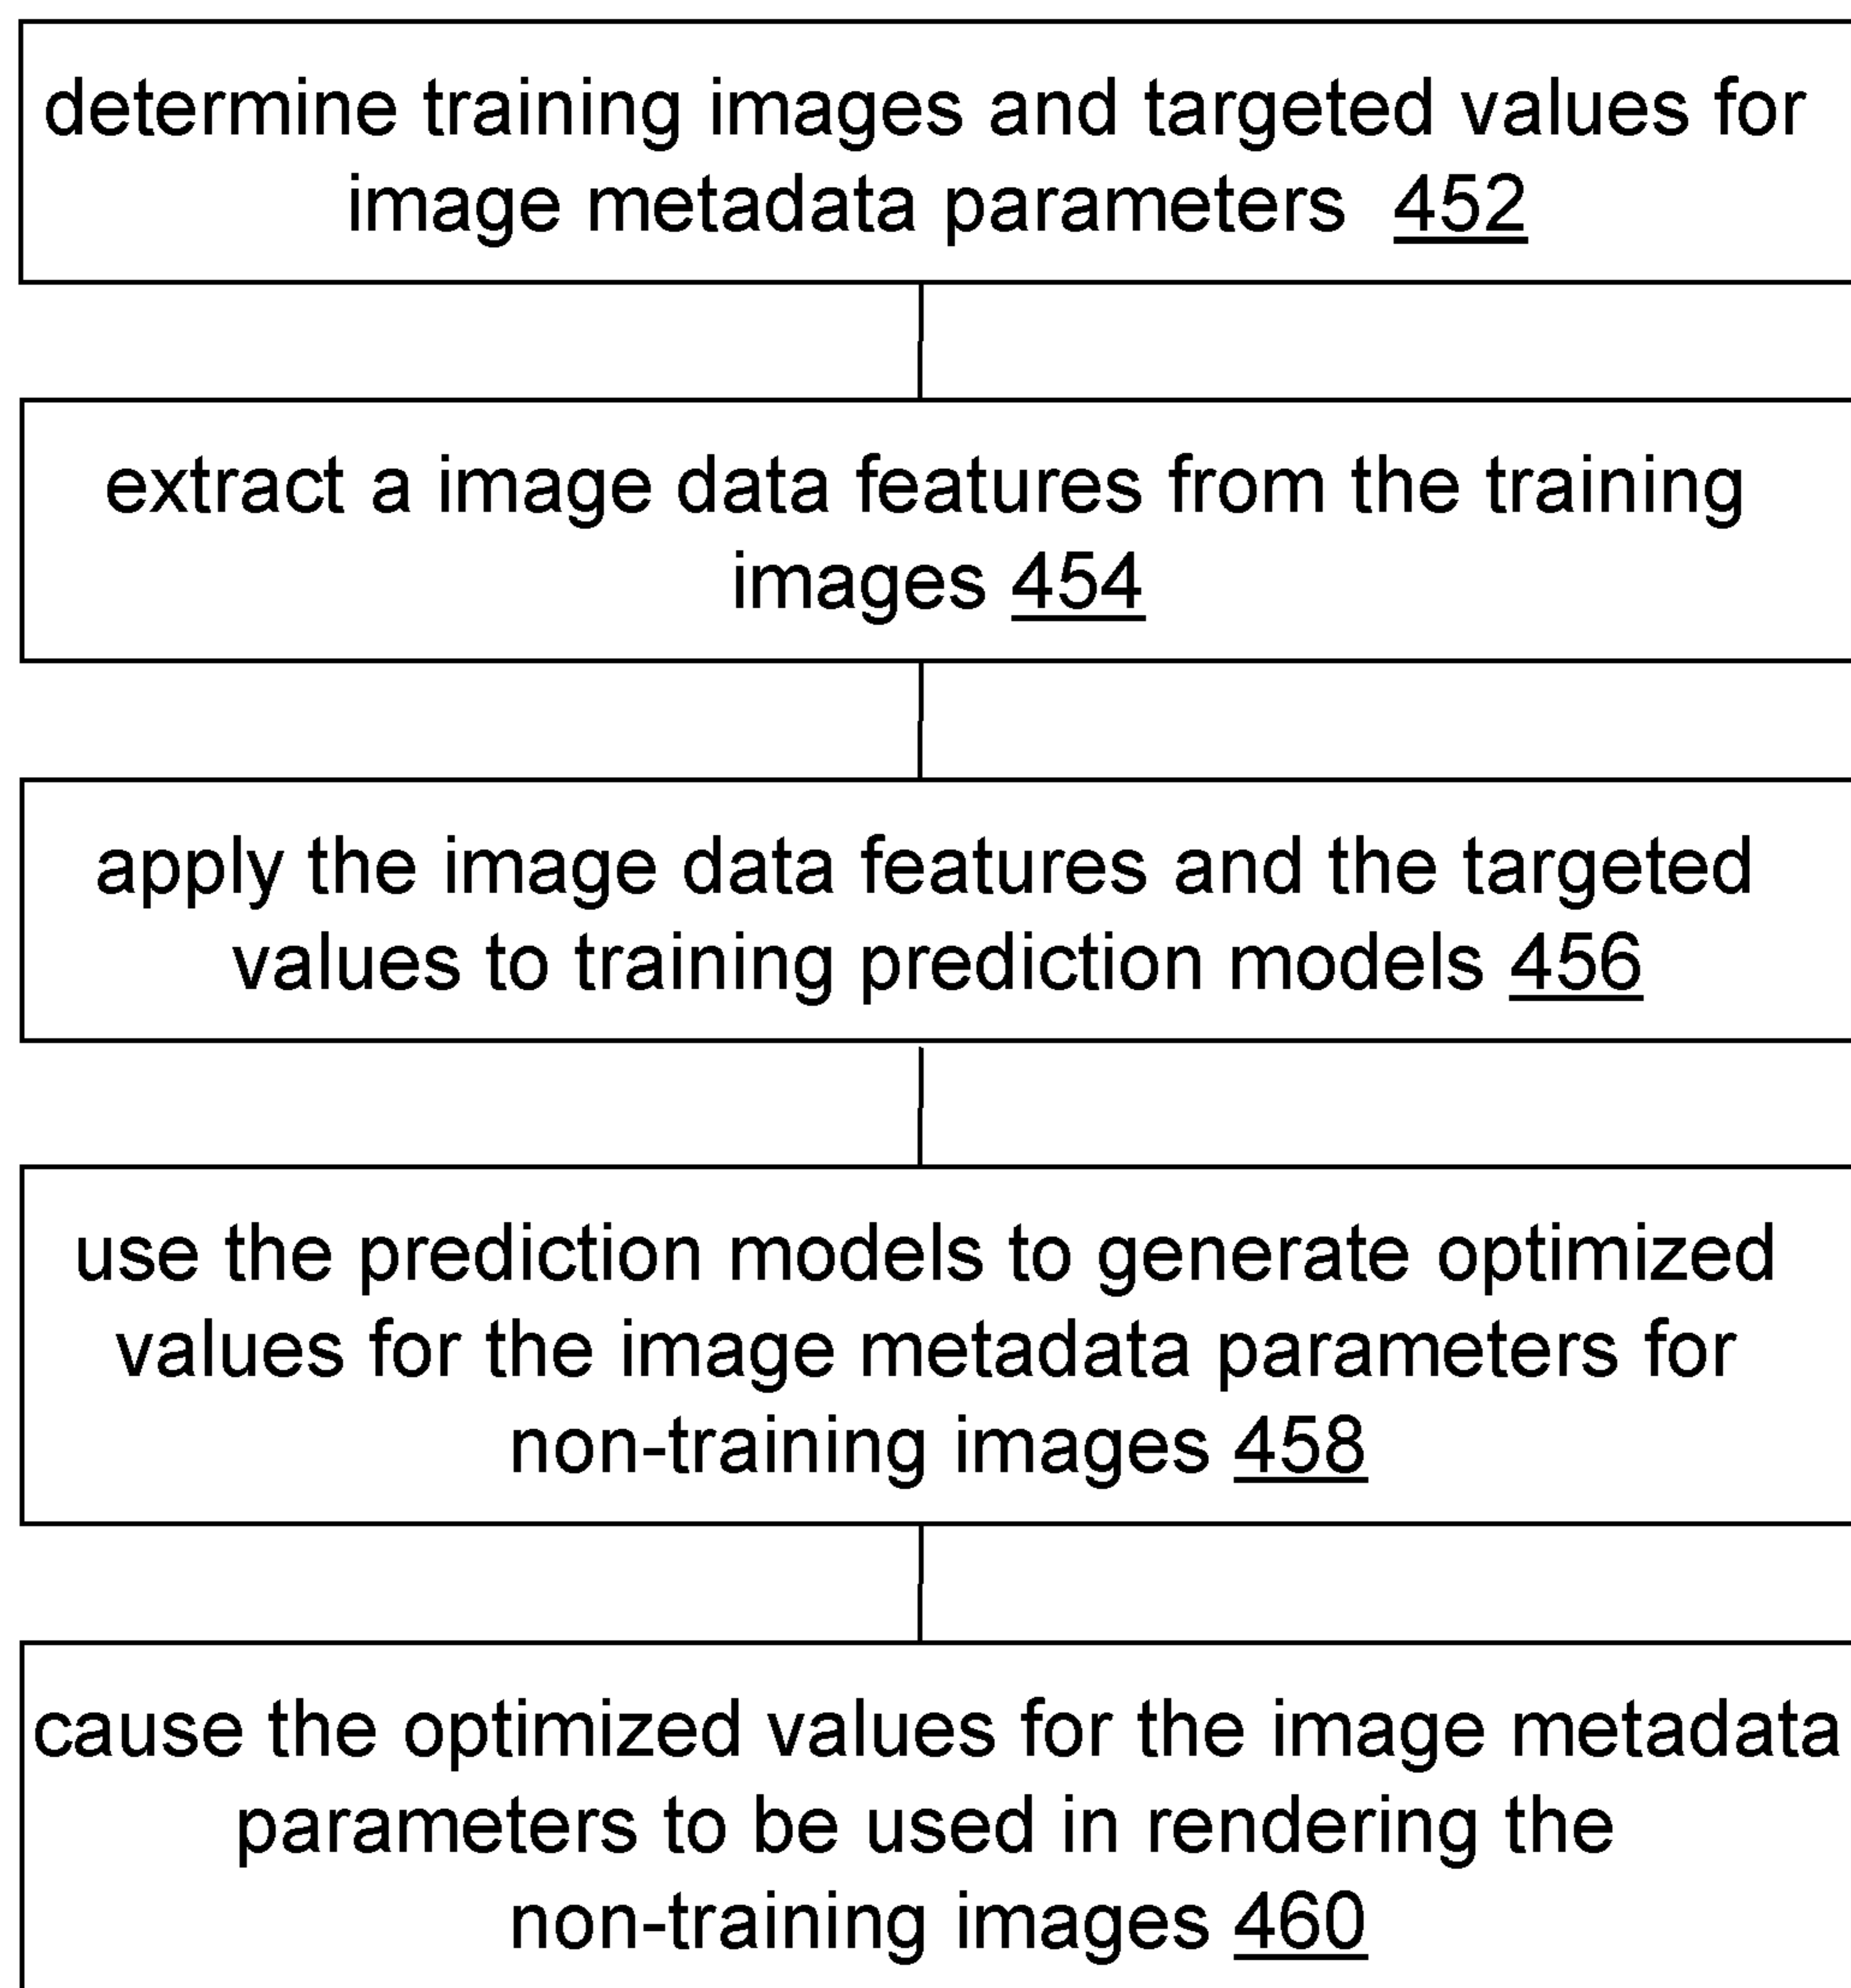 determine training images and targeted values for
image metadata parameters 452
extract a image data features from the training
images 454
apply the image data features and the targeted
values to training prediction models 456
use the prediction models to generate optimized
values for the image metadata parameters for
non-training images 458
cause the optimized values for the image metadata
parameters to be used in rendering the
non-training images 460